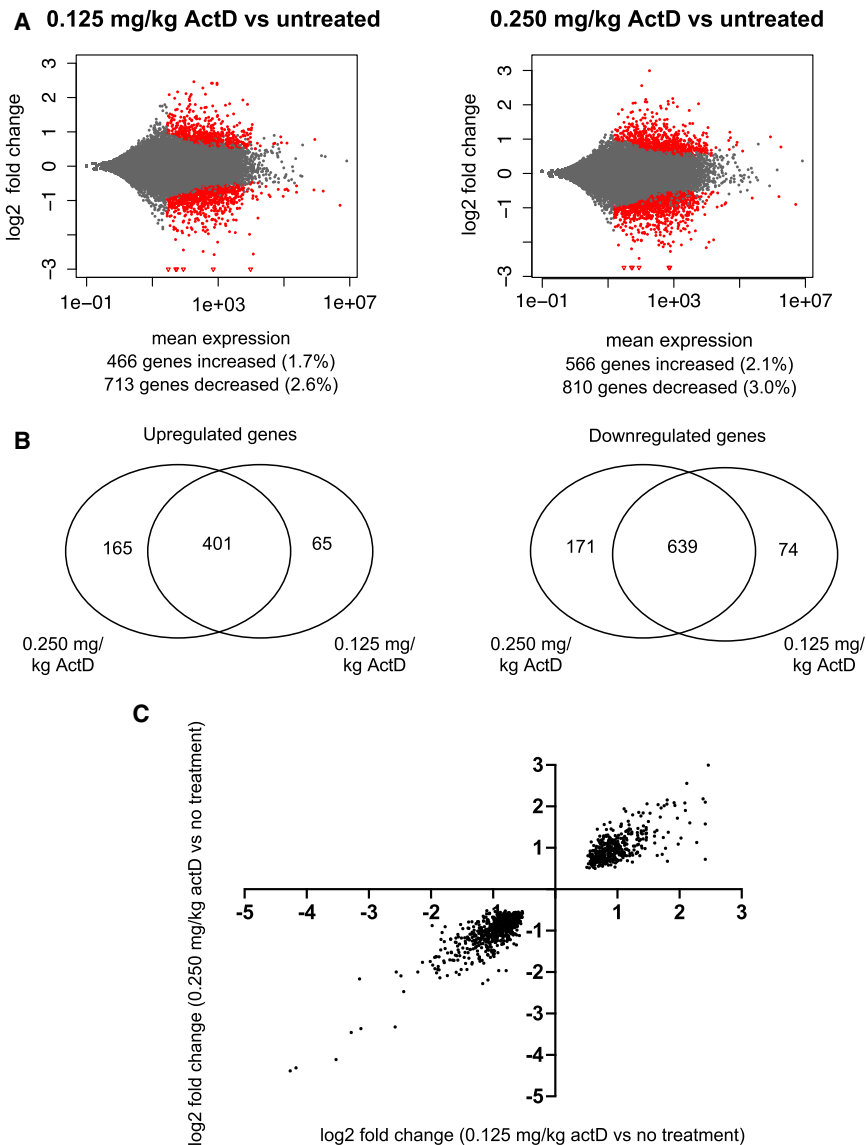 A
0.125 mg/kg ActD vs untreated
log2 fold change
3
2
1
0
−1
−3
1e−01
1e+03
1e+07
mean expression
466 genes increased (1.7%)
713 genes decreased (2.6%)
0.250 mg/kg ActD vs untreated
log2 fold change
3
2
1
0
−1
−3
1e−01
1e+03
1e+07
mean expression
566 genes increased (2.1%)
810 genes decreased (3.0%)
B
Upregulated genes
165
401
65
0.250 mg/
kg ActD
0.125 mg/
kg ActD
Downregulated genes
171
639
74
0.250 mg/
kg ActD
0.125 mg/
kg ActD
C
log2 fold change (0.250 mg/kg actD vs no treatment)
3
2
1
-5 -4 -3 -2 -1 1 2 3
-1
-2
-3
-4
-5
log2 fold change (0.125 mg/kg actD vs no treatment)